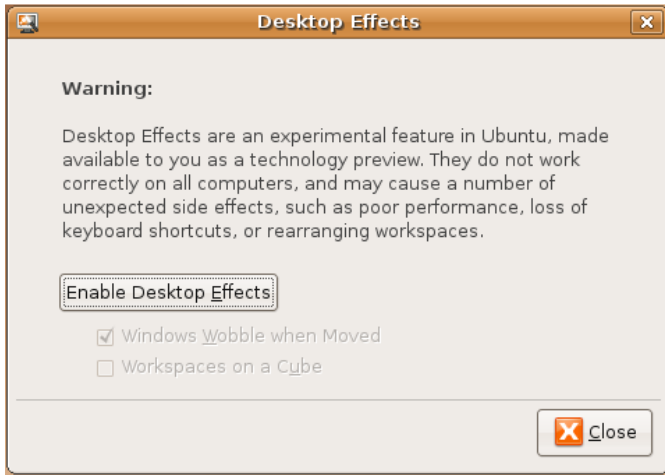 Desktop Effects
Warning:
Desktop Effects are an experimental feature in Ubuntu, made
available to you as a technology preview. They do not work
correctly on all computers, and may cause a number of
unexpected side effects, such as poor performance, loss of
keyboard shortcuts, or rearranging workspaces.
Enable Desktop Effects
Windows Wobble when Moved
Workspaces on a Cube
Close